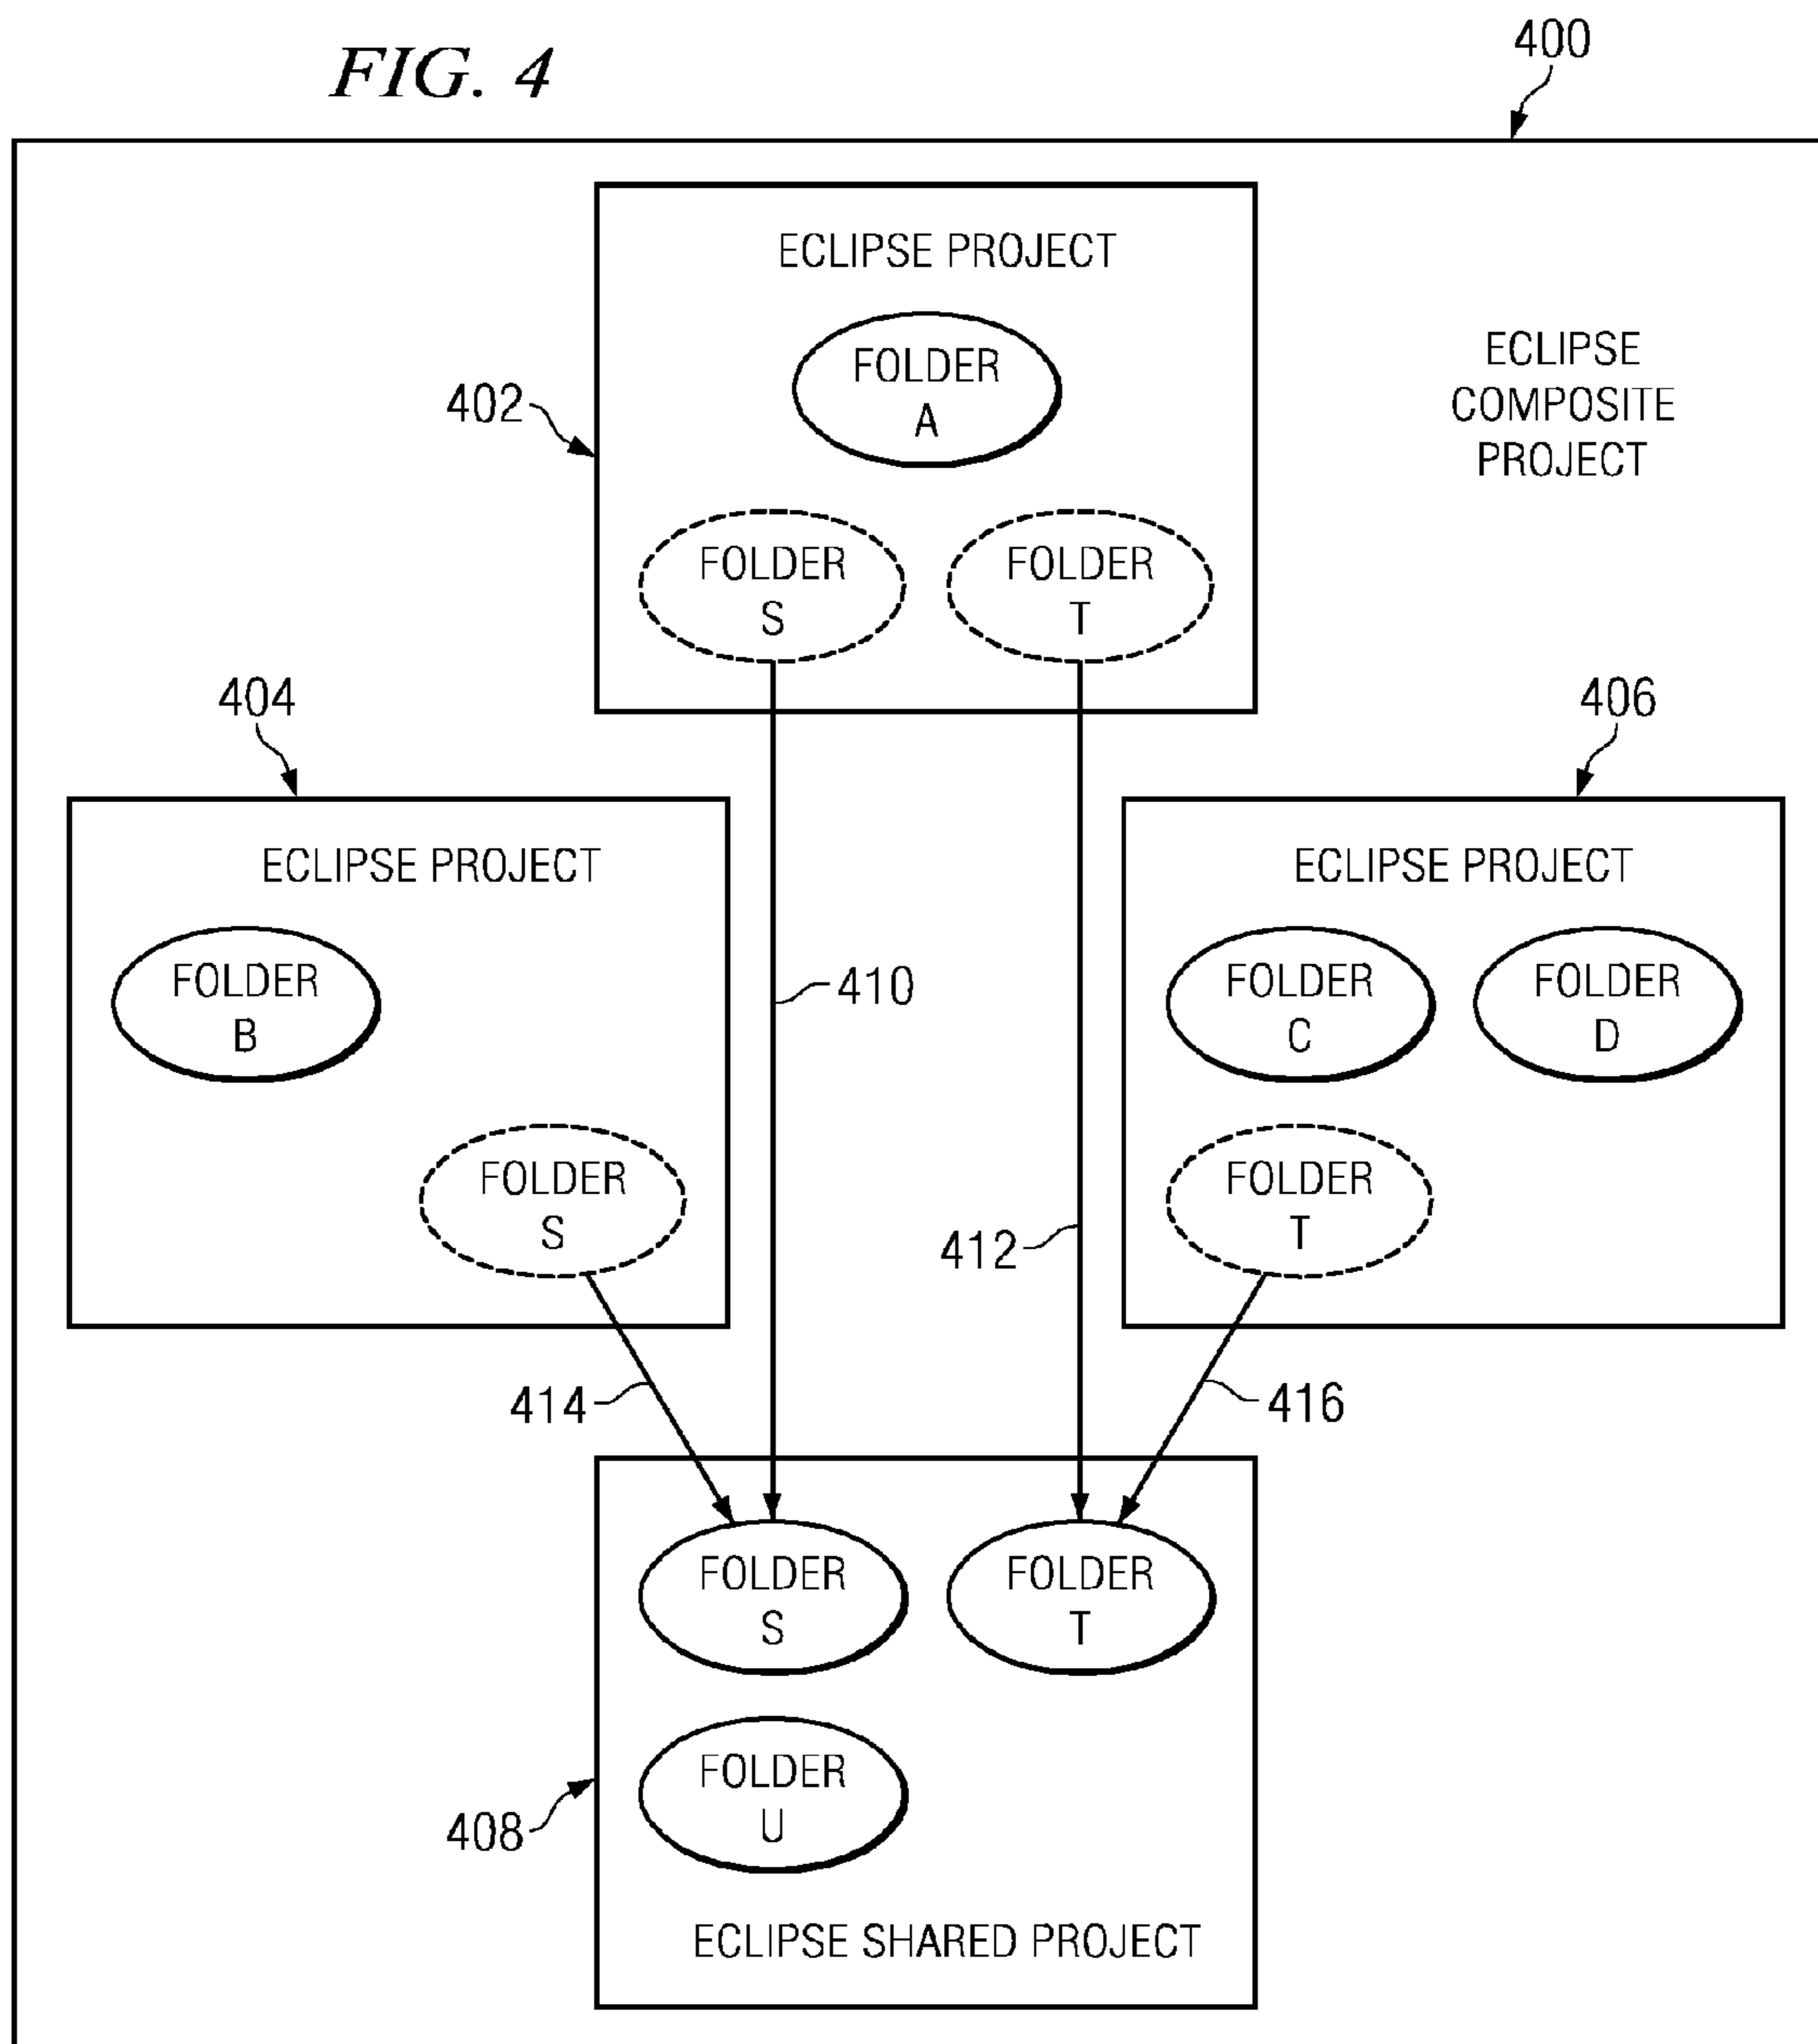 FIG. 4
400
ECLIPSE PROJECT
FOLDER
A
ECLIPSE
COMPOSITE
PROJECT
402
FOLDER
S
FOLDER
T
404
406
ECLIPSE PROJECT
FOLDER
B
FOLDER
S
410
412
ECLIPSE PROJECT
FOLDER
C
FOLDER
D
FOLDER
T
414
416
FOLDER
S
FOLDER
T
FOLDER
U
408
ECLIPSE SHARED PROJECT